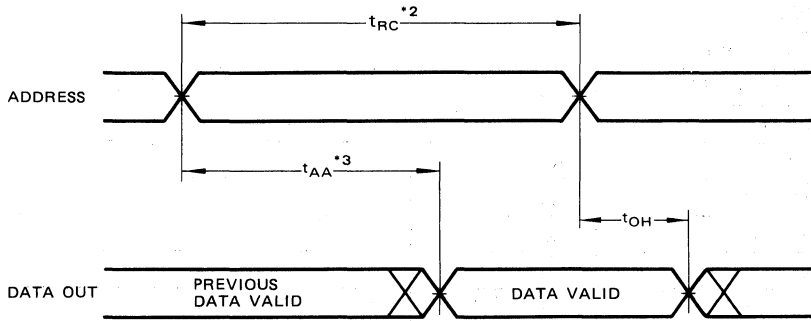 tRC*2
ADDRESS
tAA*3
tOH
DATA OUT
PREVIOUS
DATA VALID
DATA VALID